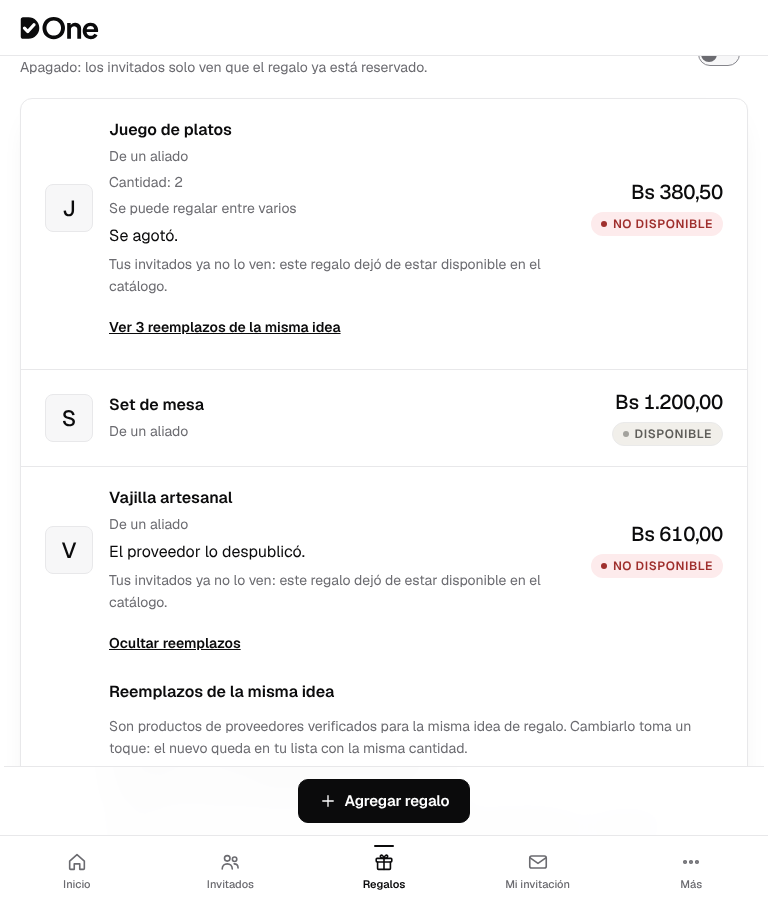 One
Apagado: los invitados solo ven que el regalo ya está reservado.
J
Juego de platos
De un aliado
Cantidad: 2
Se puede regalar entre varios
Se agotó.
Tus invitados ya no lo ven: este regalo dejó de estar disponible en el
catálogo.
Ver 3 reemplazos de la misma idea
Bs 380,50
NO DISPONIBLE
S
Set de mesa
De un aliado
Bs 1.200,00
DISPONIBLE
V
Vajilla artesanal
De un aliado
El proveedor lo despublicó.
Tus invitados ya no lo ven: este regalo dejó de estar disponible en el
catálogo.
Ocultar reemplazos
Bs 610,00
NO DISPONIBLE
Reemplazos de la misma idea
Son productos de proveedores verificados para la misma idea de regalo. Cambiarlo toma un
toque: el nuevo queda en tu lista con la misma cantidad.
Agregar regalo
Inicio
Invitados
Regalos
Mi invitación
Más